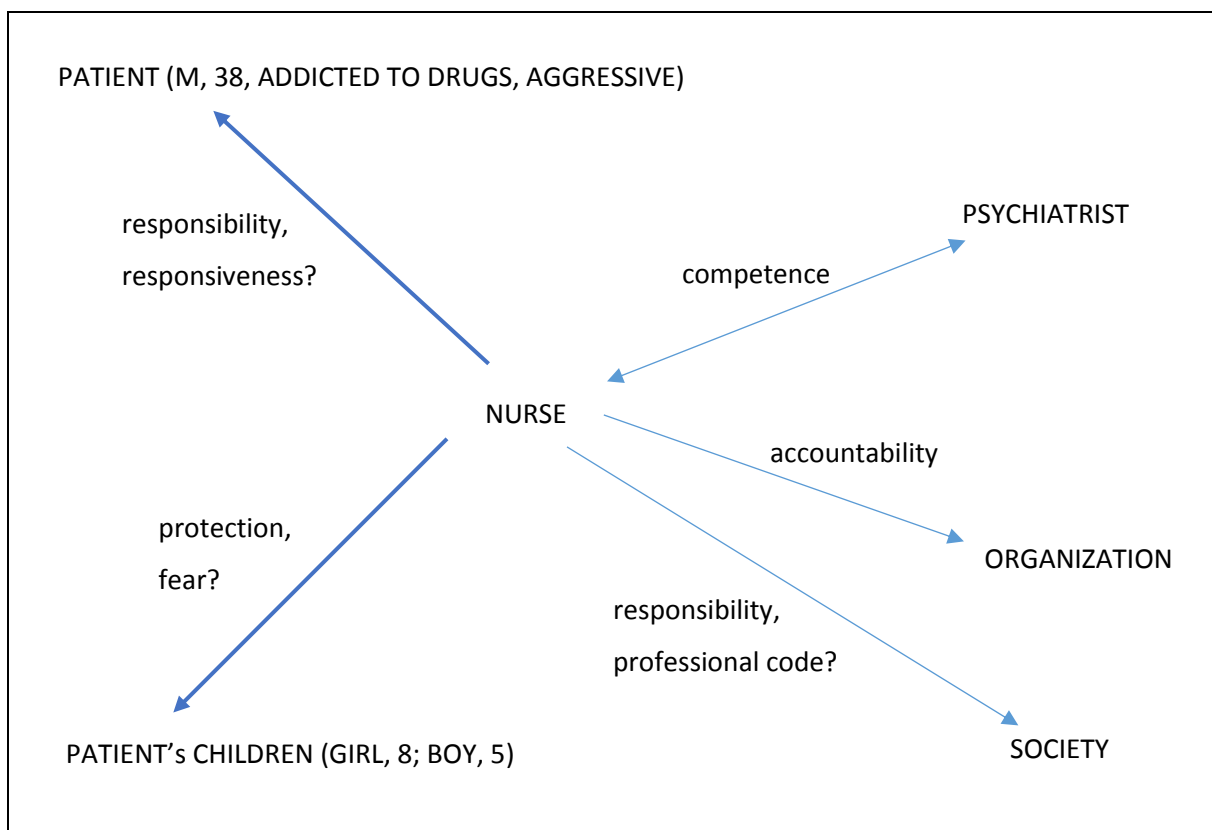 PATIENT (M, 38, ADDICTED TO DRUGS, AGGRESSIVE)
responsibility,
responsiveness?
PSYCHIATRIST
competence
NURSE
accountability
protection,
fear?
ORGANIZATION
responsibility,
professional code?
PATIENT’s CHILDREN (GIRL, 8; BOY, 5)
SOCIETY